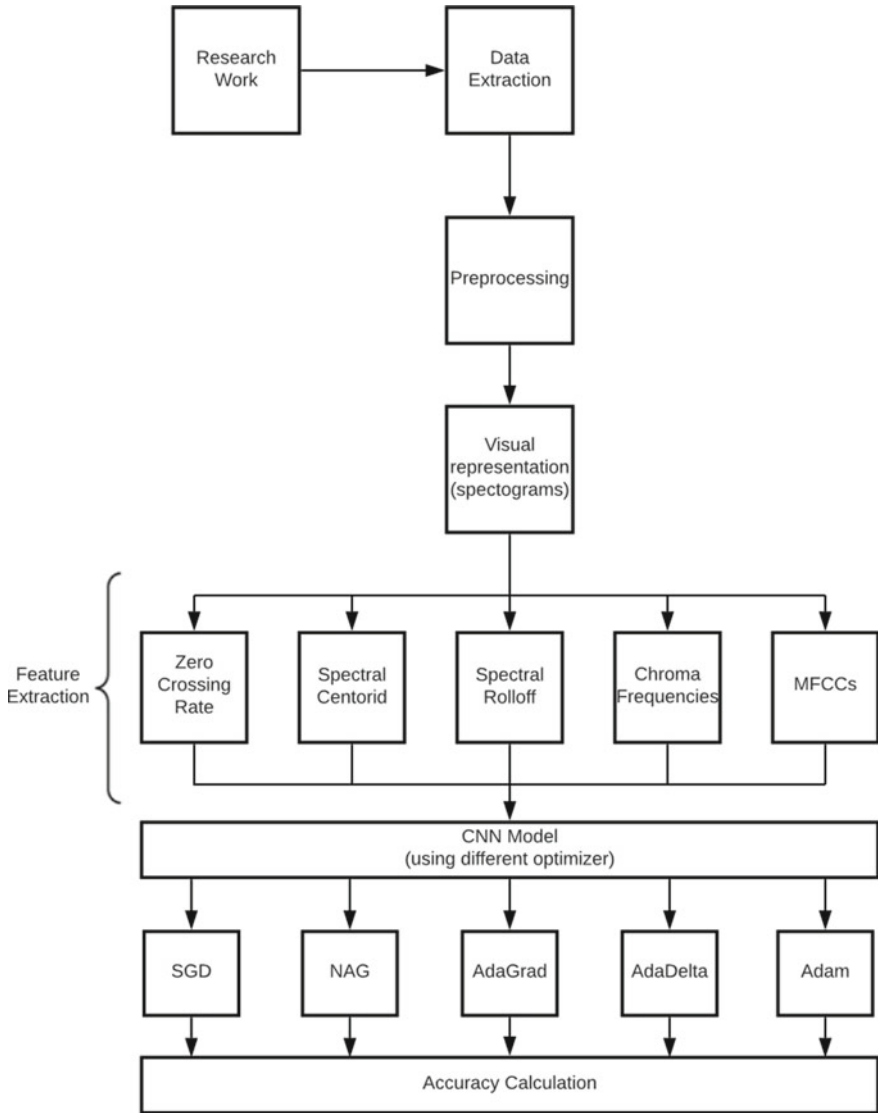 Research
Work
Data
Extraction
Preprocessing
Visual
representation
(spectograms)
Feature
Extraction
Zero
Crossing
Rate
Spectral
Centorid
Spectral
Rolloff
Chroma
Frequencies
MFCCs
CNN Model
(using different optimizer)
SGD
NAG
AdaGrad
AdaDelta
Adam
Accuracy Calculation